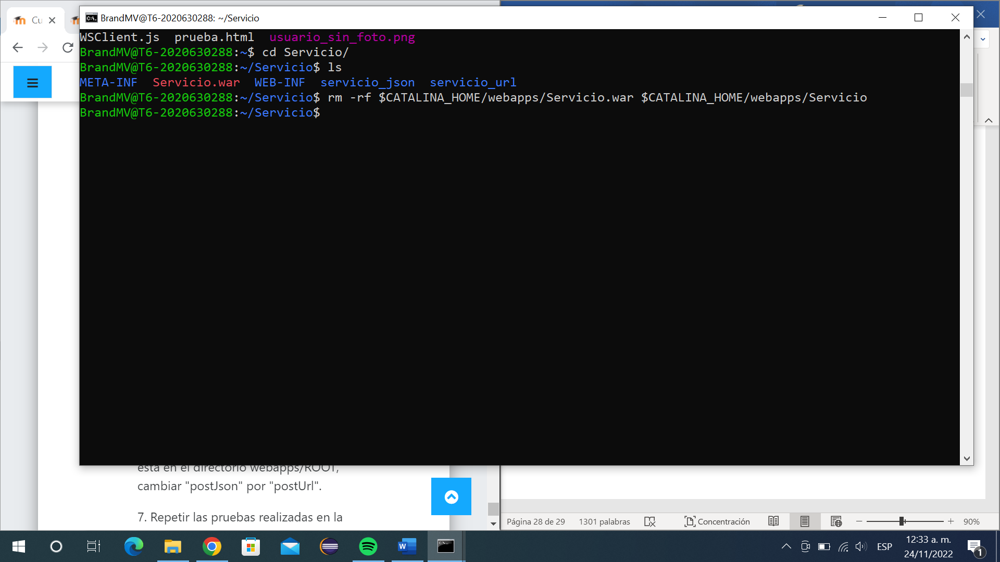 Cu
BrandMV@T6-2020630288: ~/Servicio
WSClient.js  prueba.html  usuario_sin_foto.png
BrandMV@T6-2020630288:~$ cd Servicio/
BrandMV@T6-2020630288:~/Servicio$ ls
META-INF  Servicio.war  WEB-INF  servicio_json  servicio_url
BrandMV@T6-2020630288:~/Servicio$ rm -rf $CATALINA_HOME/webapps/Servicio.war $CATALINA_HOME/webapps/Servicio
BrandMV@T6-2020630288:~/Servicio$
está en el directorio webapps/ROOT,
cambiar "postJson" por "postUrl".
7. Repetir las pruebas realizadas en la
Página 28 de 29  1301 palabras  Concentración  90%
ESP
12:33 a. m.
24/11/2022
1